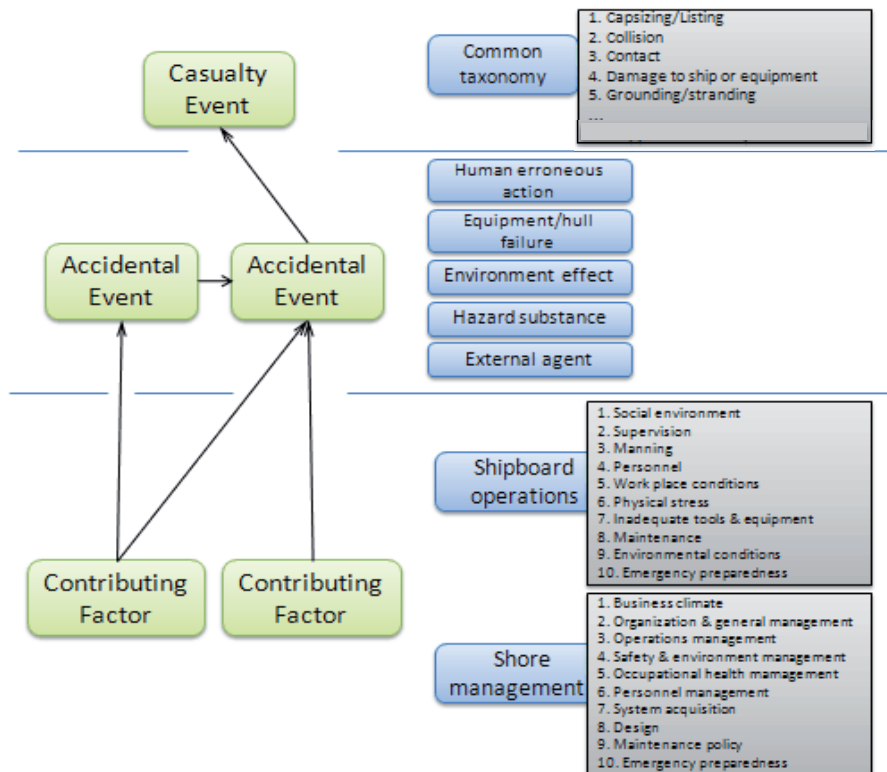 Casualty
Event
Common
taxonomy
1. Capsizing/Listing
2. Collision
3. Contact
4. Damage to ship or equipment
5. Grounding/stranding
...
Accidental
Event
Accidental
Event
Human erroneous
action
Equipment/hull
failure
Environment effect
Hazard substance
External agent
Contributing
Factor
Contributing
Factor
Shipboard
operations
1. Social environment
2. Supervision
3. Manning
4. Personnel
5. Work place conditions
6. Physical stress
7. Inadequate tools & equipment
8. Maintenance
9. Environmental conditions
10. Emergency preparedness
Shore
management
1. Business climate
2. Organization & general management
3. Operations management
4. Safety & environment management
5. Occupational health mamagement
6. Personnel management
7. System acquisition
8. Design
9. Maintenance policy
10. Emergency preparedness